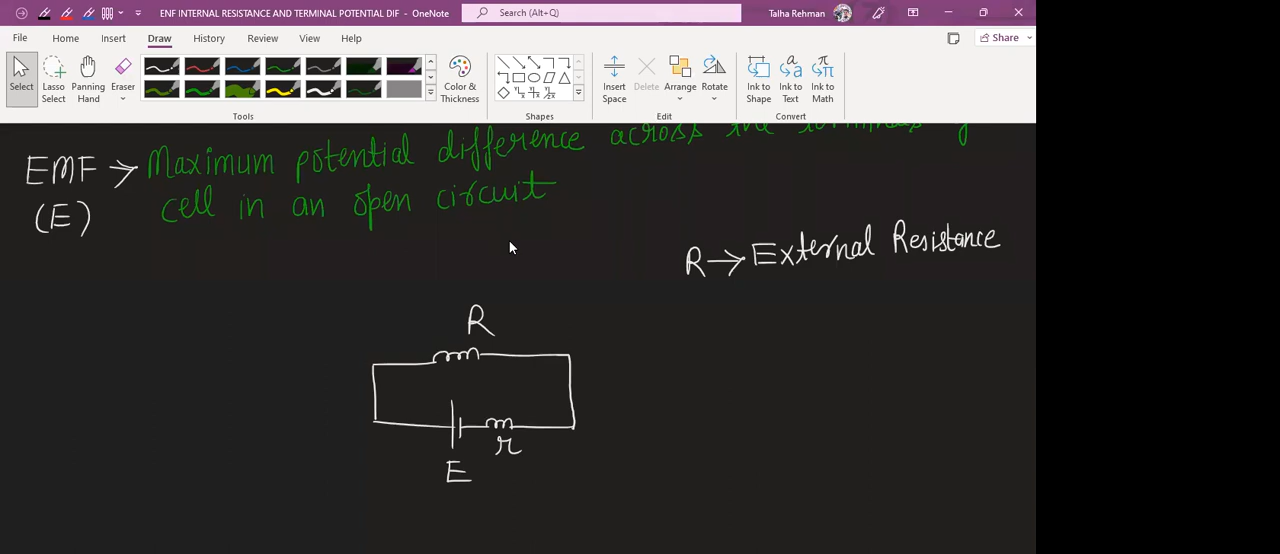 ENF INTERNAL RESISTANCE AND TERMINAL POTENTIAL DIF - OneNote
Search (Alt+Q)
Talha Rehman
File Home Insert Draw History Review View Help
Share
Select
Lasso Select
Panning Hand
Eraser
Color & Thickness
Insert Space
Delete
Arrange
Rotate
Ink to Shape
Ink to Text
Ink to Math
Tools
Shapes
Edit
Convert
EMF → Maximum potential difference across the terminals
(E) cell in an open circuit
R → External Resistance
R
r
E